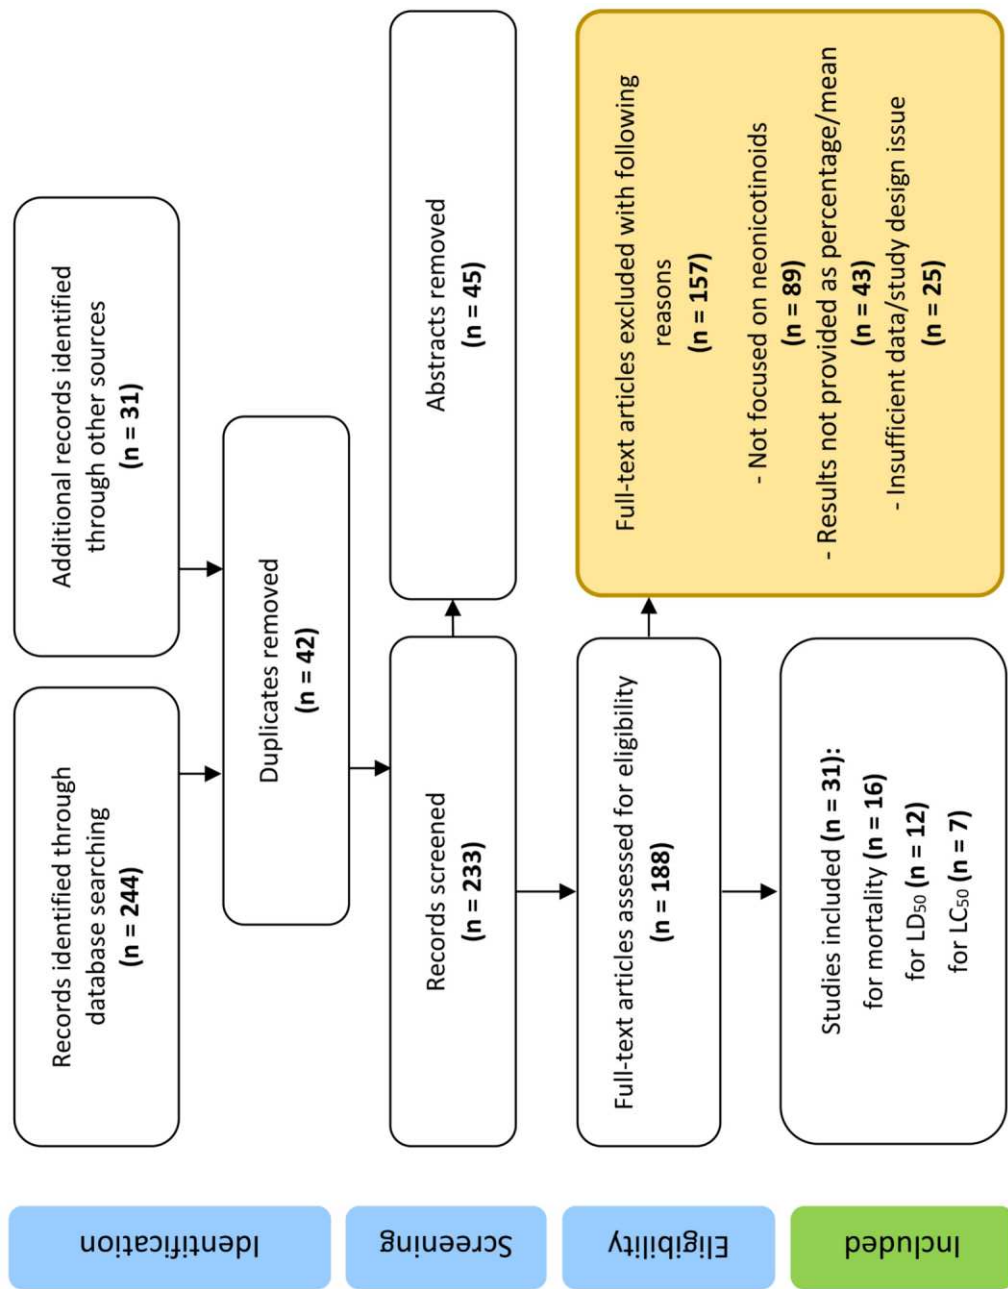 Identification
Records identified through
database searching
(n = 244)
Additional records identified
through other sources
(n = 31)
Duplicates removed
(n = 42)
Screening
Records screened
(n = 233)
Abstracts removed
(n = 45)
Eligibility
Full-text articles assessed for eligibility
(n = 188)
Full-text articles excluded with following
reasons
(n = 157)
- Not focused on neonicotinoids
(n = 89)
- Results not provided as percentage/mean
(n = 43)
- Insufficient data/study design issue
(n = 25)
Included
Studies included (n = 31):
for mortality (n = 16)
for LD₅₀ (n = 12)
for LC₅₀ (n = 7)